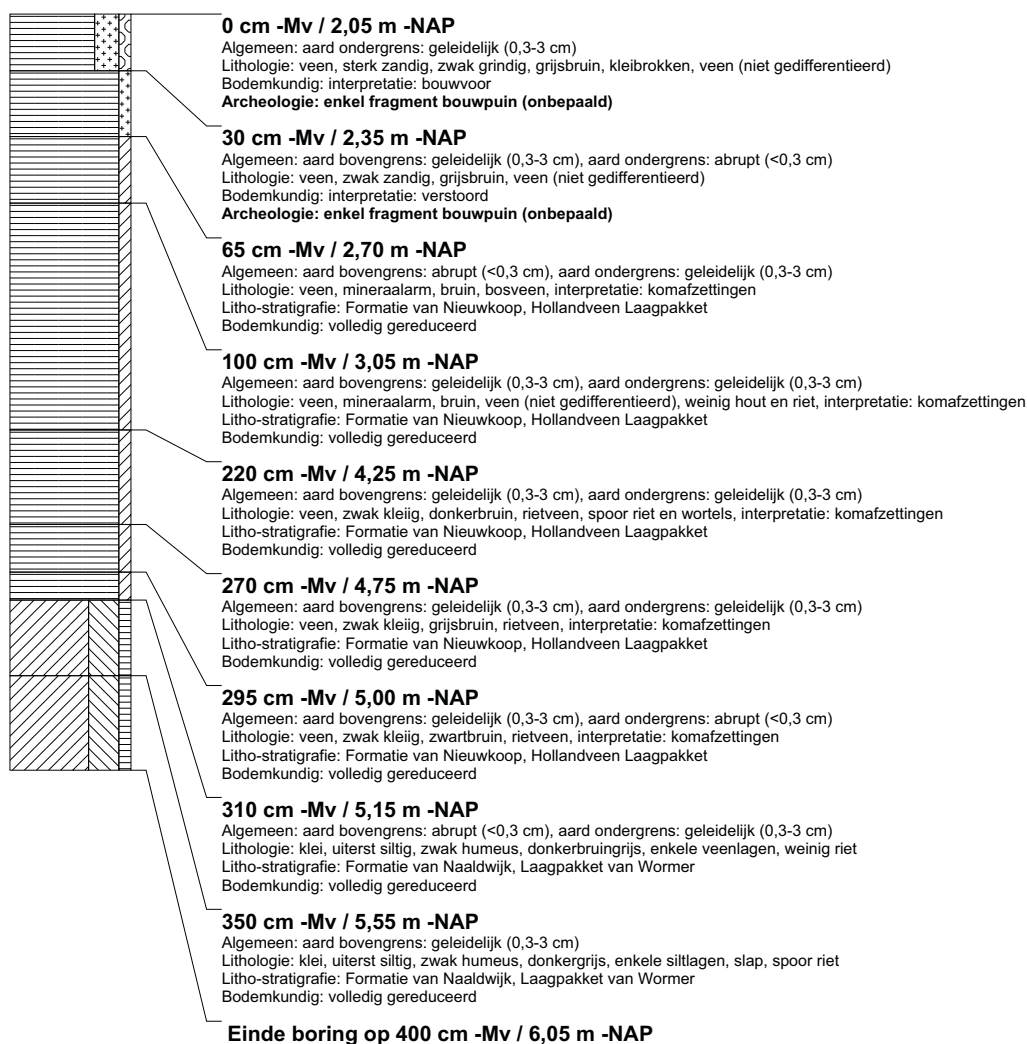 0 cm -Mv / 2,05 m -NAP
Algemeen: aard ondergrens: geleidelijk (0,3-3 cm)
Lithologie: veen, sterk zandig, zwak grindig, grijsbruin, kleibrokken, veen (niet gedifferentieerd)
Bodemkundig: interpretatie: bouwvoor
Archeologie: enkel fragment bouwpuin (onbepaald)
30 cm -Mv / 2,35 m -NAP
Algemeen: aard bovengrens: geleidelijk (0,3-3 cm), aard ondergrens: abrupt (<0,3 cm)
Lithologie: veen, zwak zandig, grijsbruin, veen (niet gedifferentieerd)
Bodemkundig: interpretatie: verstoord
Archeologie: enkel fragment bouwpuin (onbepaald)
65 cm -Mv / 2,70 m -NAP
Algemeen: aard bovengrens: abrupt (<0,3 cm), aard ondergrens: geleidelijk (0,3-3 cm)
Lithologie: veen, mineraalarm, bruin, bosveen, interpretatie: komafzettingen
Litho-stratigrafie: Formatie van Nieuwkoop, Hollandveen Laagpakket
Bodemkundig: volledig gereduceerd
100 cm -Mv / 3,05 m -NAP
Algemeen: aard bovengrens: geleidelijk (0,3-3 cm), aard ondergrens: geleidelijk (0,3-3 cm)
Lithologie: veen, mineraalarm, bruin, veen (niet gedifferentieerd), weinig hout en riet, interpretatie: komafzettingen
Litho-stratigrafie: Formatie van Nieuwkoop, Hollandveen Laagpakket
Bodemkundig: volledig gereduceerd
220 cm -Mv / 4,25 m -NAP
Algemeen: aard bovengrens: geleidelijk (0,3-3 cm), aard ondergrens: geleidelijk (0,3-3 cm)
Lithologie: veen, zwak kleiig, donkerbruin, rietveen, spoor riet en wortels, interpretatie: komafzettingen
Litho-stratigrafie: Formatie van Nieuwkoop, Hollandveen Laagpakket
Bodemkundig: volledig gereduceerd
270 cm -Mv / 4,75 m -NAP
Algemeen: aard bovengrens: geleidelijk (0,3-3 cm), aard ondergrens: geleidelijk (0,3-3 cm)
Lithologie: veen, zwak kleiig, grijsbruin, rietveen, interpretatie: komafzettingen
Litho-stratigrafie: Formatie van Nieuwkoop, Hollandveen Laagpakket
Bodemkundig: volledig gereduceerd
295 cm -Mv / 5,00 m -NAP
Algemeen: aard bovengrens: geleidelijk (0,3-3 cm), aard ondergrens: abrupt (<0,3 cm)
Lithologie: veen, zwak kleiig, zwartbruin, rietveen, interpretatie: komafzettingen
Litho-stratigrafie: Formatie van Nieuwkoop, Hollandveen Laagpakket
Bodemkundig: volledig gereduceerd
310 cm -Mv / 5,15 m -NAP
Algemeen: aard bovengrens: abrupt (<0,3 cm), aard ondergrens: geleidelijk (0,3-3 cm)
Lithologie: klei, uiterst siltig, zwak humeus, donkerbruingrijs, enkele veenlagen, weinig riet
Litho-stratigrafie: Formatie van Naaldwijk, Laagpakket van Wormer
Bodemkundig: volledig gereduceerd
350 cm -Mv / 5,55 m -NAP
Algemeen: aard bovengrens: geleidelijk (0,3-3 cm)
Lithologie: klei, uiterst siltig, zwak humeus, donkergrijs, enkele siltlagen, slap, spoor riet
Litho-stratigrafie: Formatie van Naaldwijk, Laagpakket van Wormer
Bodemkundig: volledig gereduceerd
Einde boring op 400 cm -Mv / 6,05 m -NAP